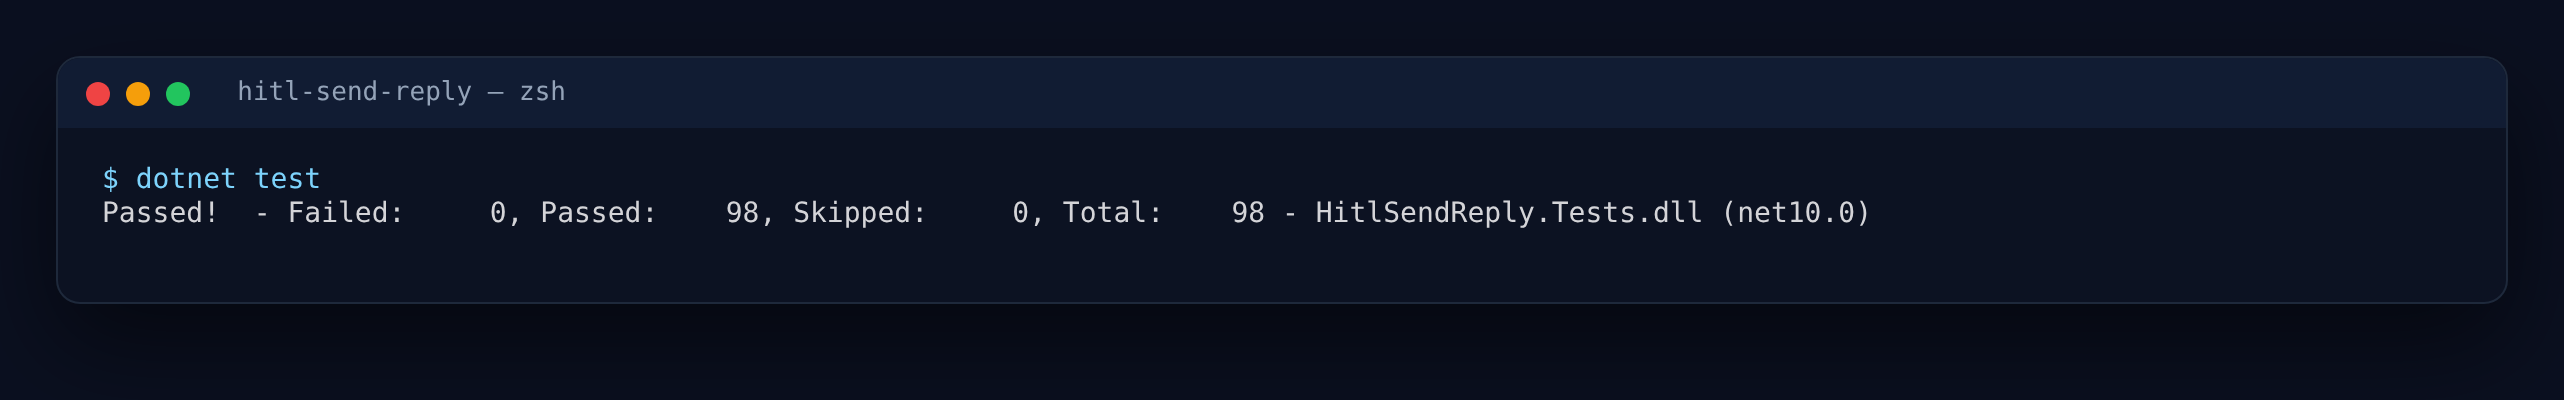 hitl-send-reply — zsh
$ dotnet test
Passed!  - Failed:     0, Passed:    98, Skipped:     0, Total:    98 - HitlSendReply.Tests.dll (net10.0)